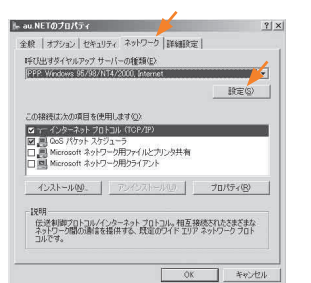 au.NETのプロパティ
全般 オプション セキュリティ ネットワーク 詳細設定
呼び出すダイヤルアップ サーバーの種類(E)
PPP: Windows 95/98/NT4/2000, Internet
設定(S)
この接続は次の項目を使用します(O):
インターネット プロトコル (TCP/IP)
QoS パケット スケジューラ
Microsoft ネットワーク用ファイルとプリンタ共有
Microsoft ネットワーク用クライアント
インストール(N)... アンインストール(U) プロパティ(R)
説明
伝送制御プロトコル/インターネット プロトコル。相互接続されたさまざまな
ネットワーク間の通信を提供する、既定のワイド エリア ネットワーク プロト
コルです。
OK キャンセル